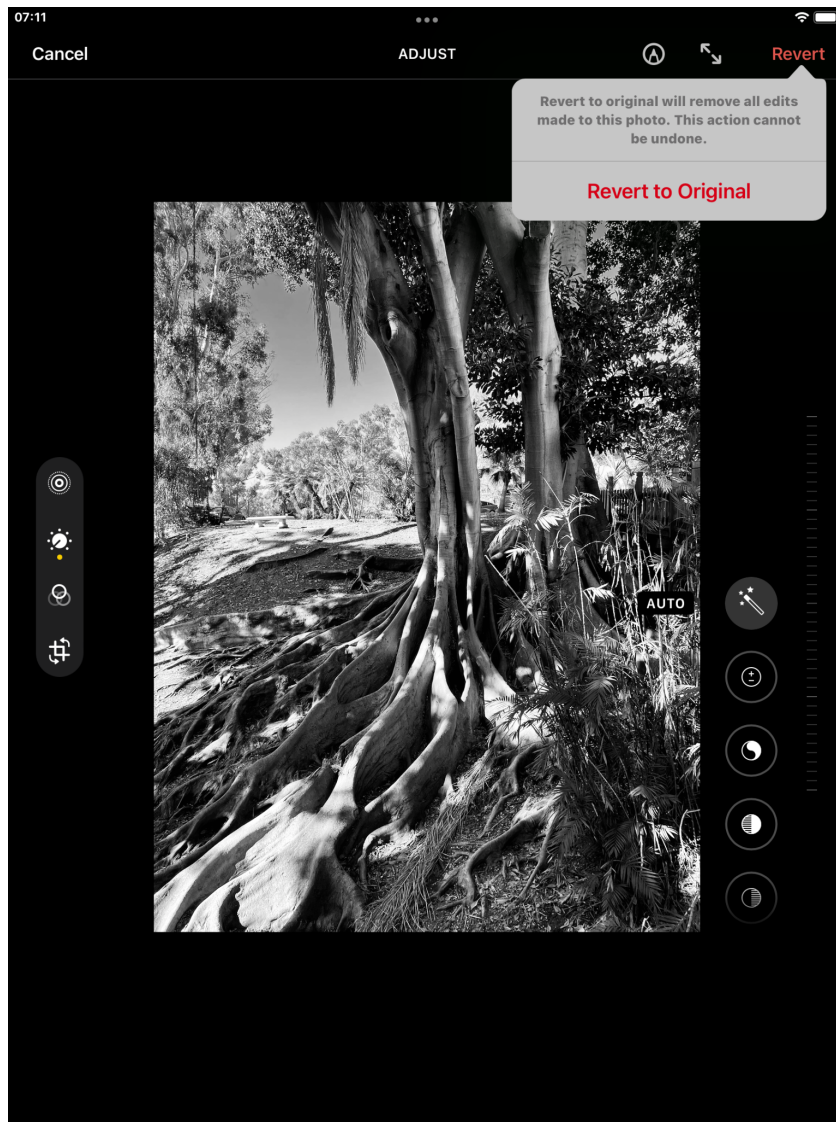 07:11
Cancel
ADJUST
Revert
Revert to original will remove all edits
made to this photo. This action cannot
be undone.
Revert to Original
AUTO